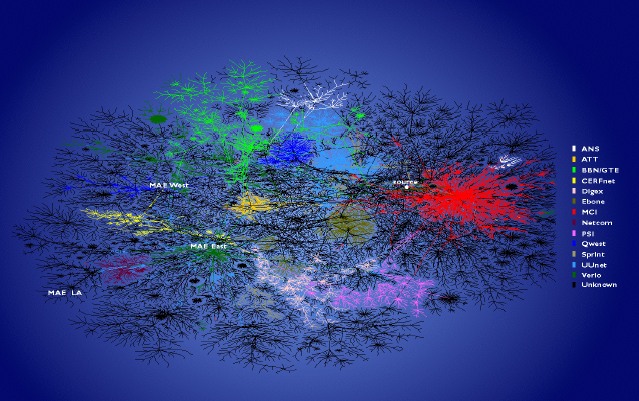 ROUTER
MAE West
MAE East
MAE LA
ANS
ATT
BBN/GTE
CERFnet
Digex
Ebone
MCI
Netcom
PSI
Qwest
Sprint
UUnet
Verio
Unknown